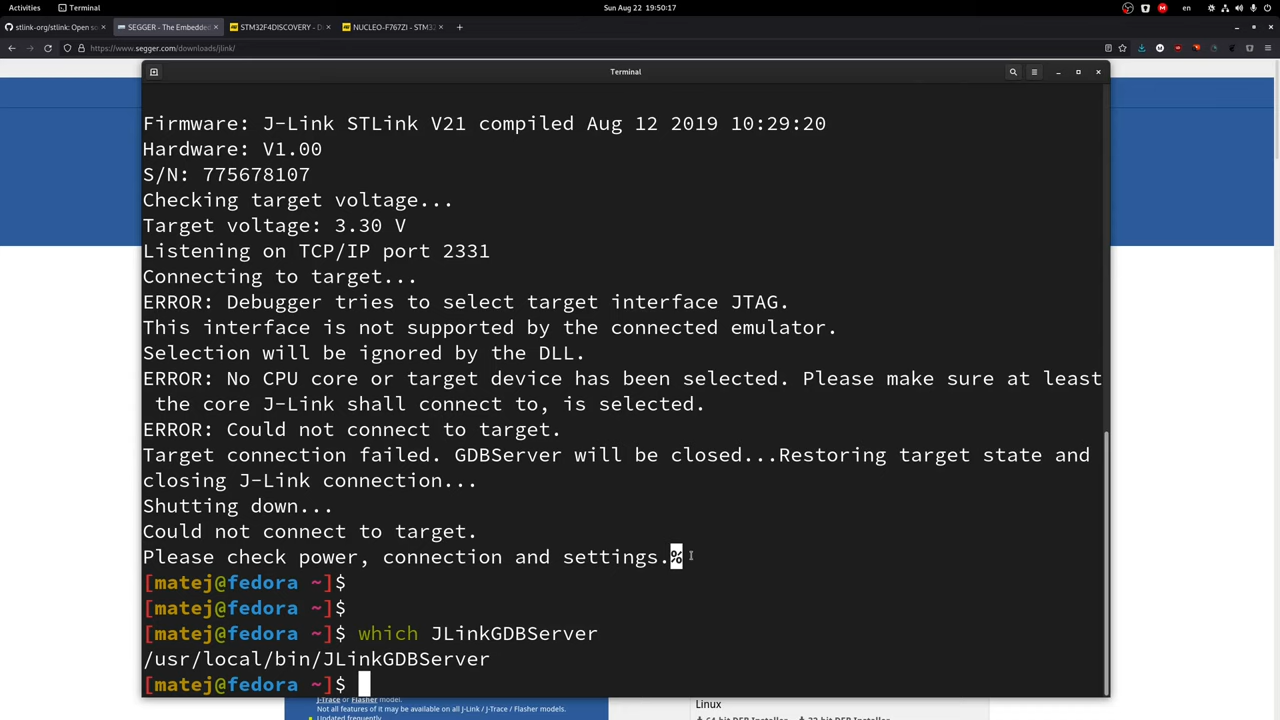 Activities Terminal Sun Aug 22 19:50:17 en
stlink-org/stlink: Open so × SEGGER - The Embedded × STM32F4DISCOVERY - D × NUCLEO-F767ZI - STM3 × +
https://www.segger.com/downloads/jlink/
Terminal
Firmware: J-Link STLink V21 compiled Aug 12 2019 10:29:20
Hardware: V1.00
S/N: 775678107
Checking target voltage...
Target voltage: 3.30 V
Listening on TCP/IP port 2331
Connecting to target...
ERROR: Debugger tries to select target interface JTAG.
This interface is not supported by the connected emulator.
Selection will be ignored by the DLL.
ERROR: No CPU core or target device has been selected. Please make sure at least
the core J-Link shall connect to, is selected.
ERROR: Could not connect to target.
Target connection failed. GDBServer will be closed...Restoring target state and
closing J-Link connection...
Shutting down...
Could not connect to target.
Please check power, connection and settings.%
[matej@fedora ~]$
[matej@fedora ~]$
[matej@fedora ~]$ which JLinkGDBServer
/usr/local/bin/JLinkGDBServer
[matej@fedora ~]$
J-Trace or Flasher model.
Not all features of it may be available on all J-Link / J-Trace / Flasher models.
Updated frequently
Linux
64-bit DEB Installer 32-bit DEB Installer